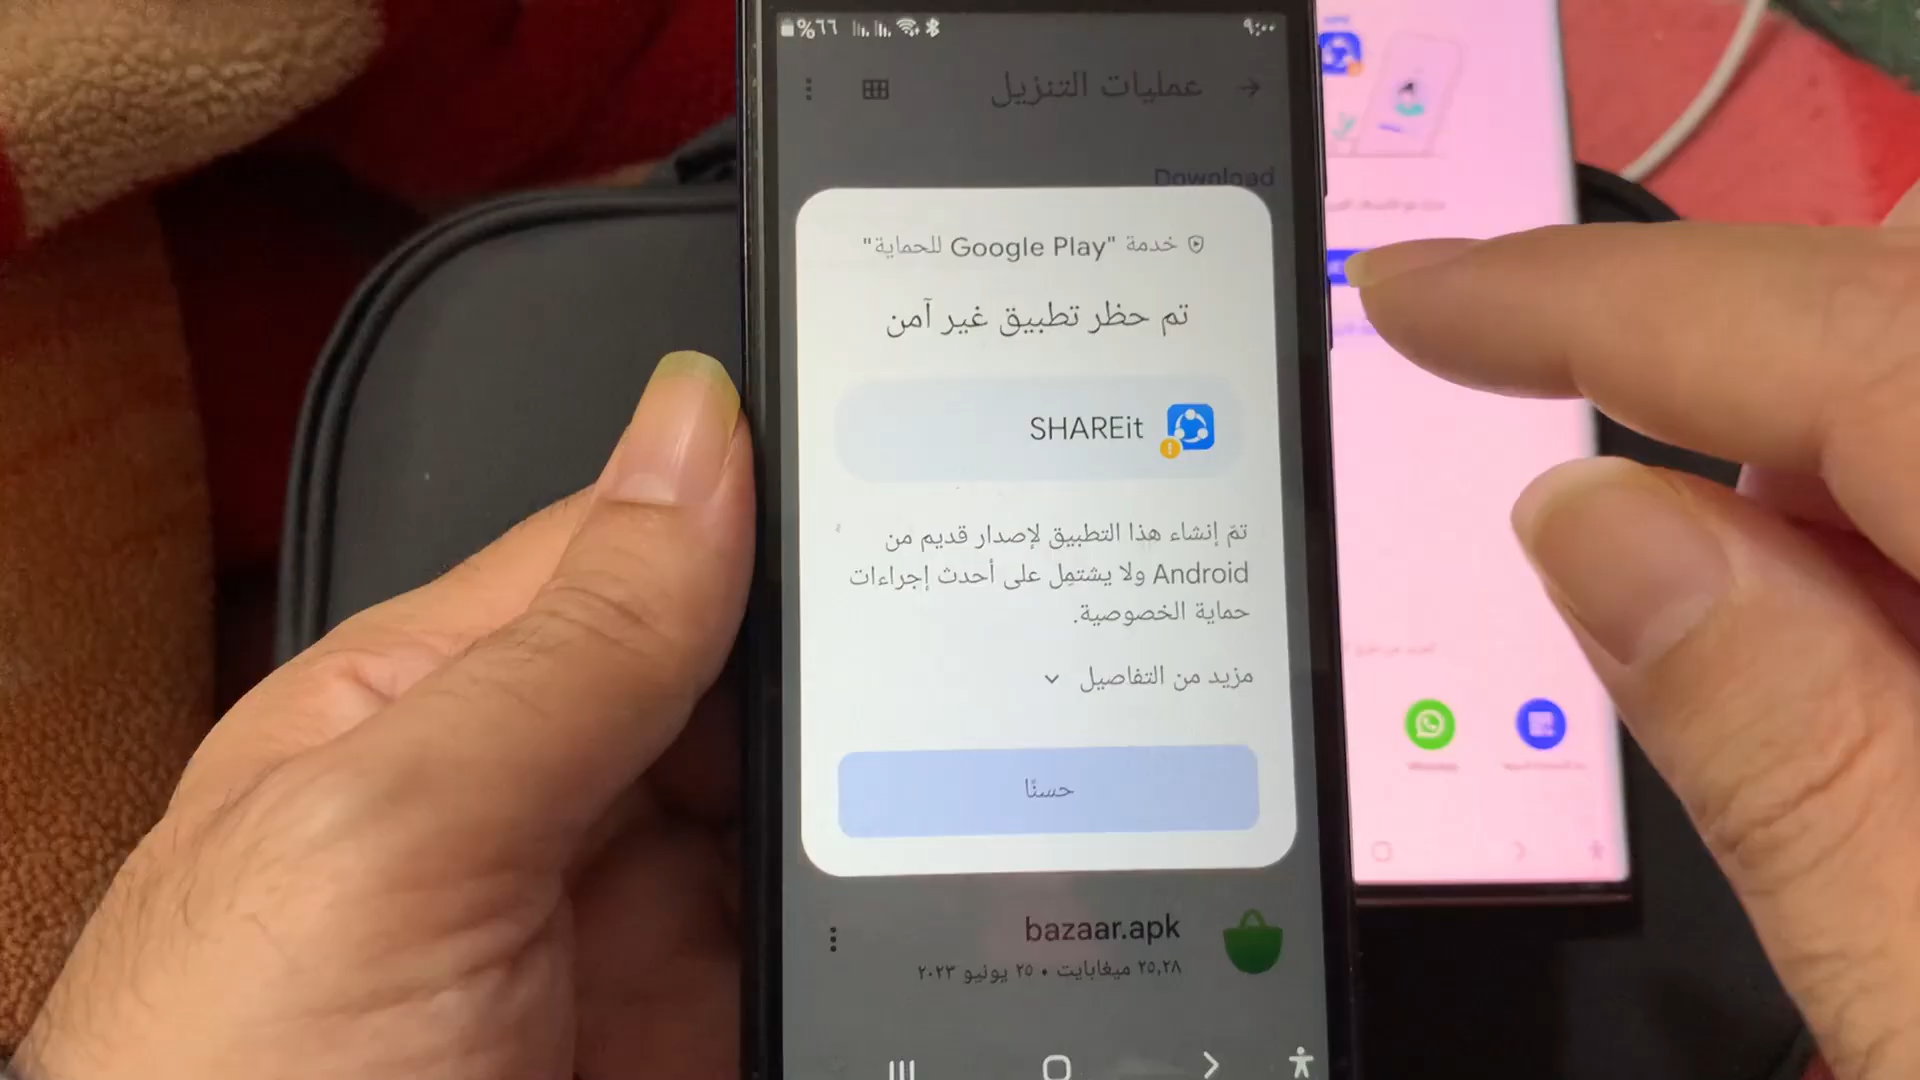 ٩:٠٠
%٦٦
عمليات التنزيل
Download
خدمة "Google Play للحماية"
تم حظر تطبيق غير آمن
SHAREit
تمّ إنشاء هذا التطبيق لإصدار قديم من
Android ولا يشتمِل على أحدث إجراءات
حماية الخصوصية.
مزيد من التفاصيل
حسنًا
bazaar.apk
٢٥,٢٨ ميغابايت • ٢٥ يونيو ٢٠٢٣